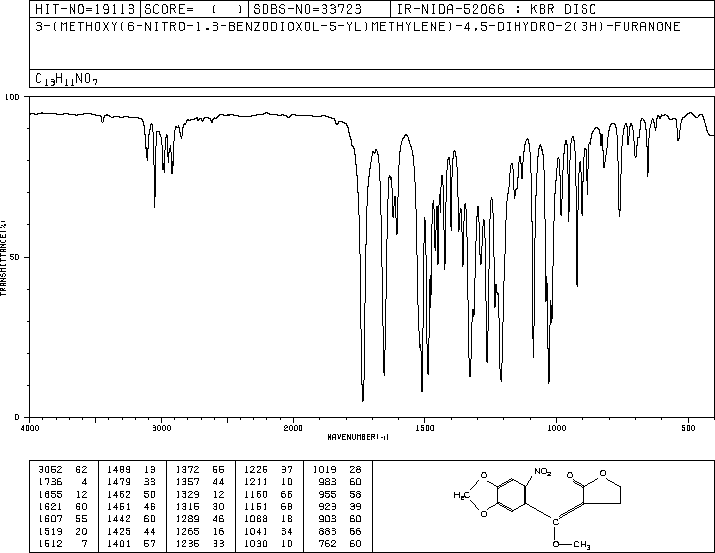 HIT-NO=19113 SCORE= ( ) SDBS-NO=33723 IR-NIDA-52066 : KBR DISC
3-(METHOXY(6-NITRO-1,3-BENZODIOXOL-5-YL)METHYLENE)-4,5-DIHYDRO-2(3H)-FURANONE
C13H11NO7
100
50
0
TRANSMITTANCE(%)
4000 3000 2000 1500 1000 500
WAVENUMBER(-1)
3062 62 1489 13 1372 66 1226 37 1019 28
1736 4 1479 33 1357 44 1211 10 983 60
1655 12 1462 50 1329 12 1160 66 955 58
1621 60 1451 46 1316 30 1151 68 923 39
1607 55 1442 60 1289 46 1088 18 903 60
1519 20 1425 44 1265 16 1041 34 883 66
1512 7 1401 57 1236 33 1030 10 762 60
NO2
O
O
O
H2C
O
O
O—CH3